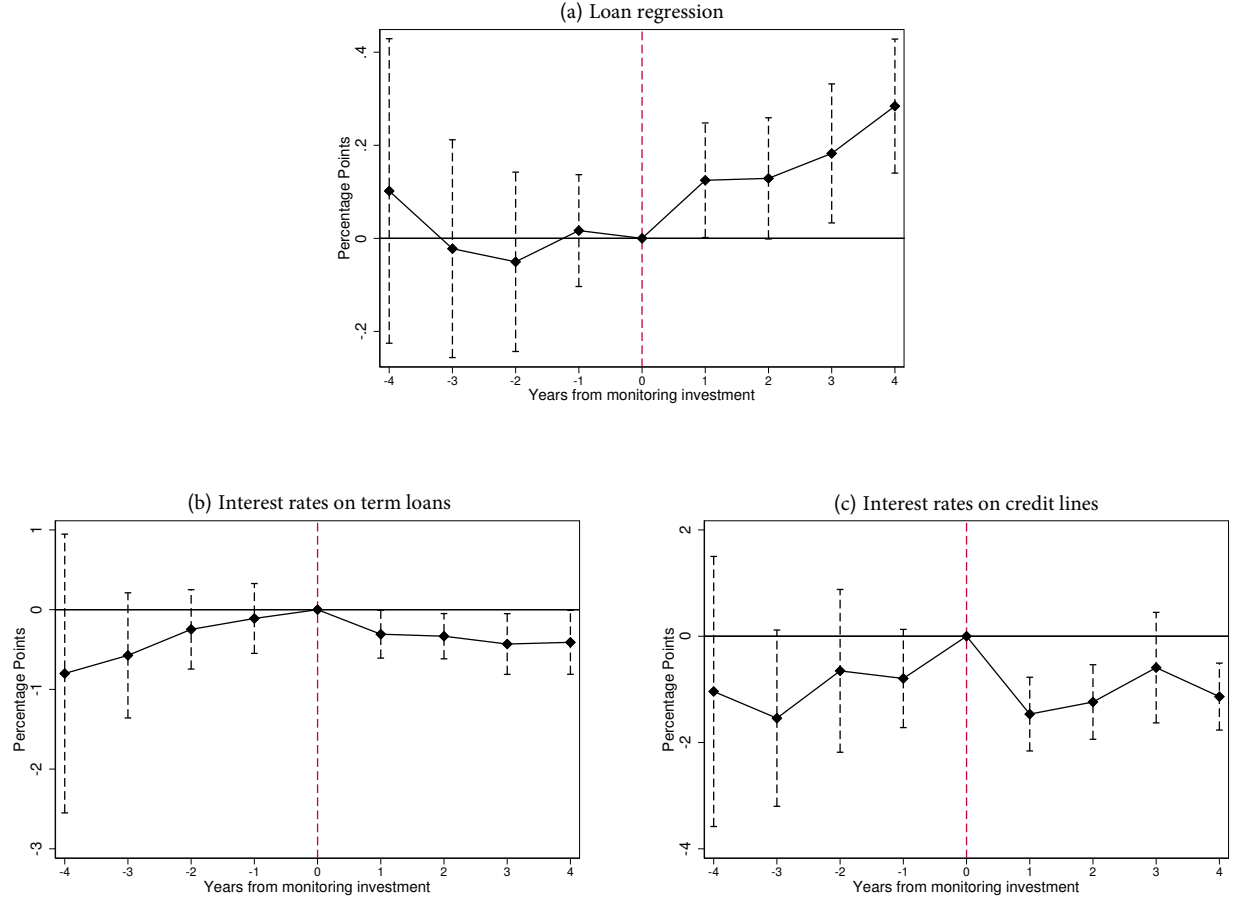 (a) Loan regression
.4
.2
0
-.2
Percentage Points
-4 -3 -2 -1 0 1 2 3 4
Years from monitoring investment
(b) Interest rates on term loans
1
0
-1
-2
-3
Percentage Points
-4 -3 -2 -1 0 1 2 3 4
Years from monitoring investment
(c) Interest rates on credit lines
2
0
-2
-4
Percentage Points
-4 -3 -2 -1 0 1 2 3 4
Years from monitoring investment